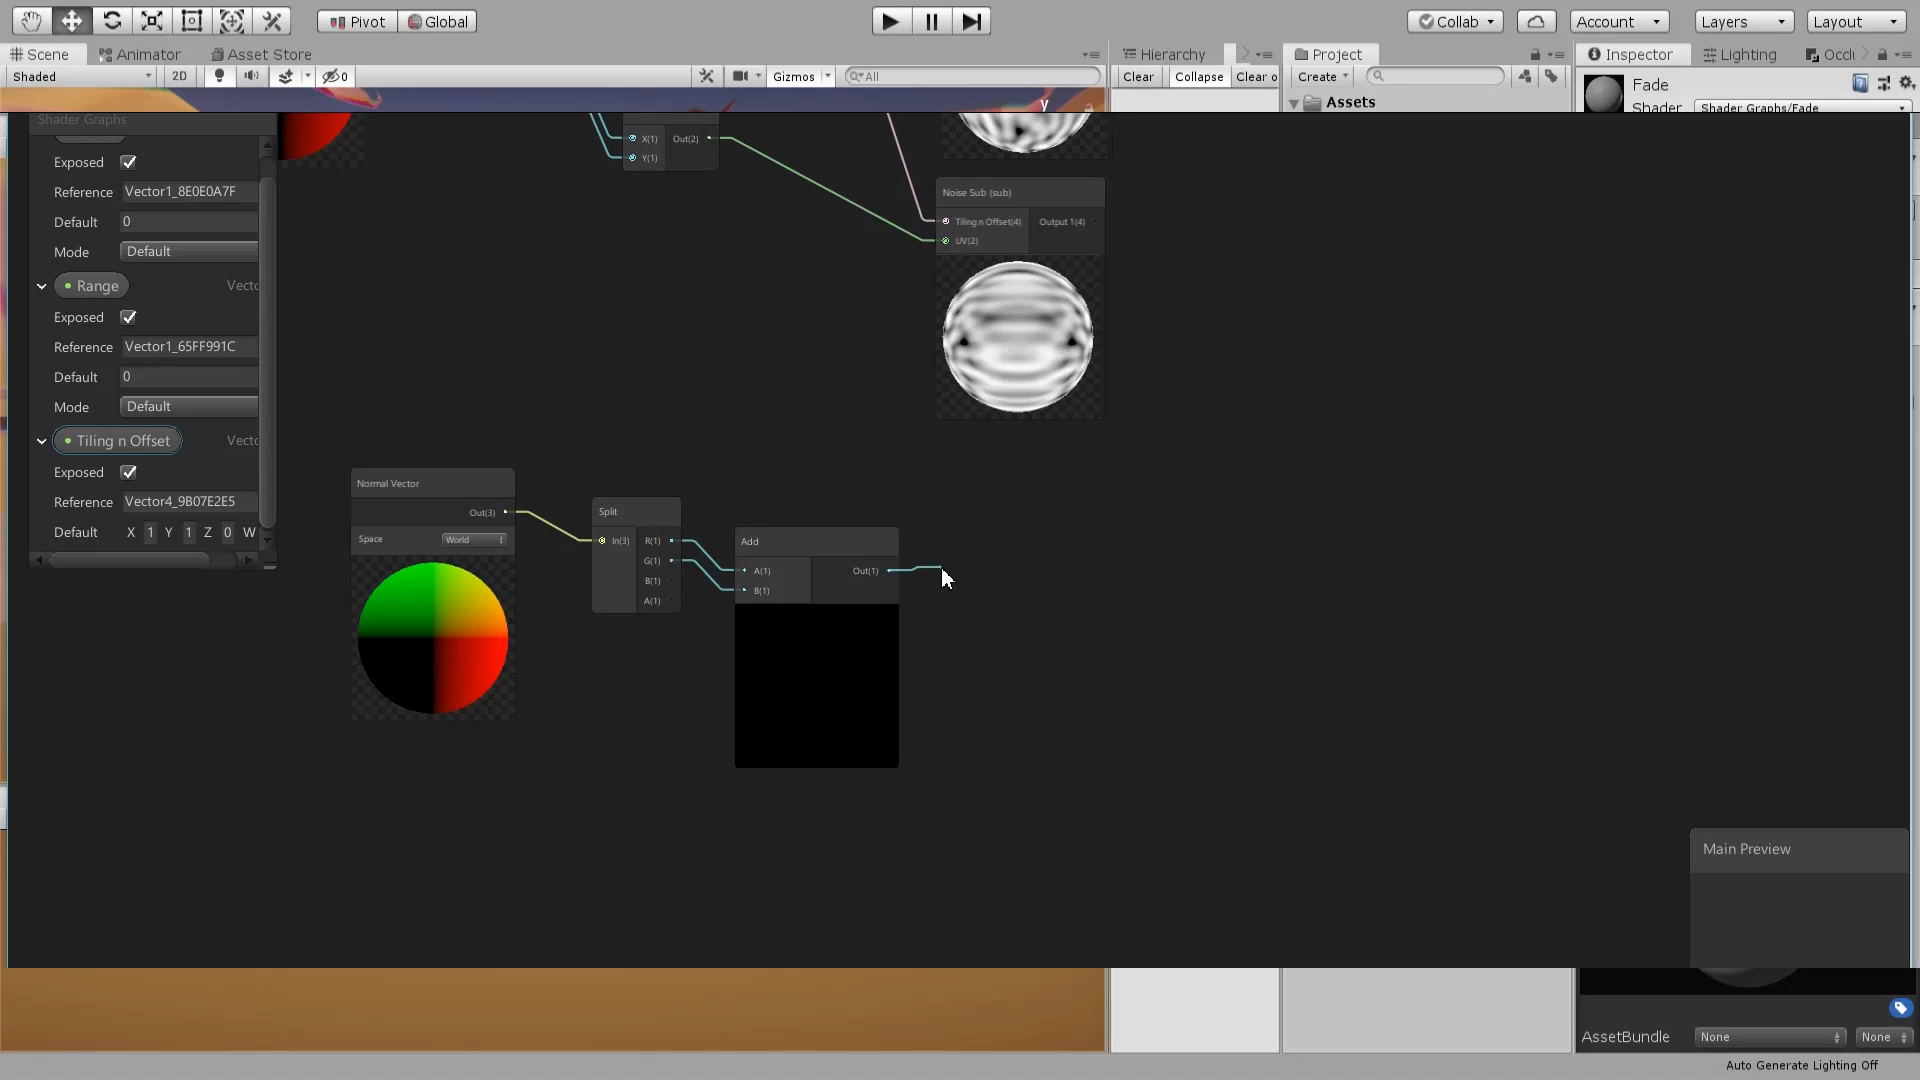 Pivot
Global
Collab
Account
Layers
Layout
Scene
Animator
Asset Store
Hierarchy
Project
Inspector
Lighting
Shaded
2D
0
Gizmos
All
Clear
Collapse
Clear o
Create
Assets
Fade
Shader
Shader Graphs/Fade
y
Shader Graphs
Exposed
Reference
Vector1_8E0E0A7F
Default
0
Mode
Default
Range
Vecto
Exposed
Reference
Vector1_65FF991C
Default
0
Mode
Default
Tiling n Offset
Vecto
Exposed
Reference
Vector4_9B07E2E5
Default
X 1 Y 1 Z 0 W
X(1)
Out(2)
Y(1)
Noise Sub (sub)
Tiling n Offset(4)
Output 1(4)
UV(2)
Normal Vector
Out(3)
Space
World
Split
In(3)
R(1)
G(1)
B(1)
A(1)
Add
A(1)
Out(1)
B(1)
Main Preview
AssetBundle
None
None
Auto Generate Lighting Off